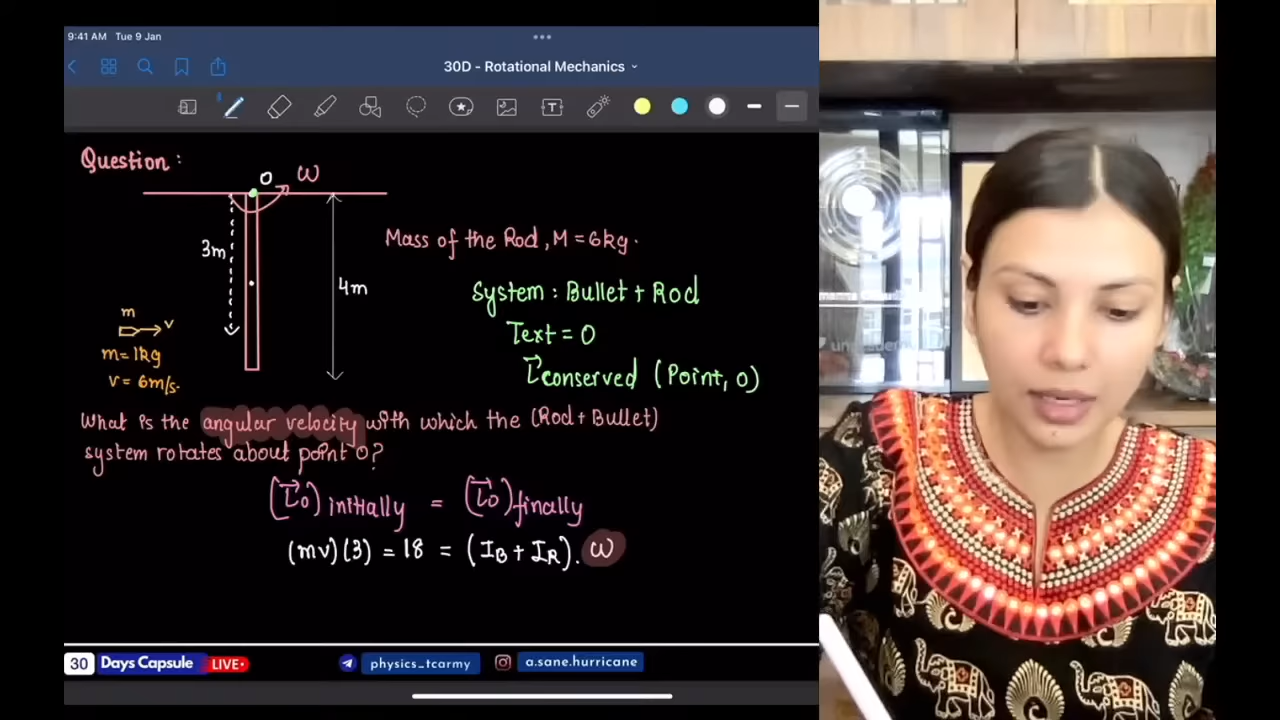 9:41 AM Tue 9 Jan
30D - Rotational Mechanics
Question:
O ω
3m
4m
Mass of the Rod, M = 6kg.
System: Bullet + Rod
τext = 0
L conserved (Point, O)
m
v
m = 1kg
v = 6m/s.
What is the angular velocity with which the (Rod + Bullet)
system rotates about point O?
(L⃗o) initially = (L⃗o) finally
(mv)(3) = 18 = (IB + IR). ω
30 Days Capsule LIVE
physics_tcarmy
a.sane.hurricane